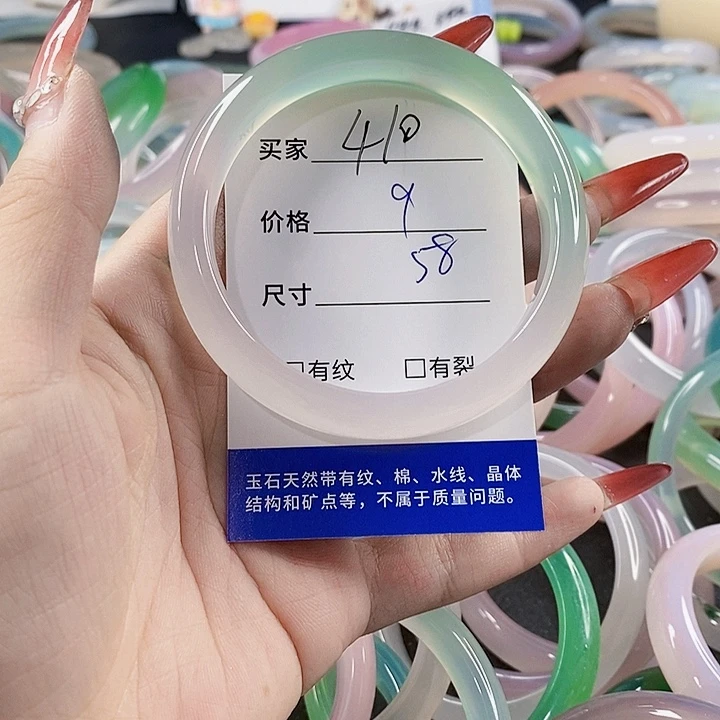 买家 410
价格 9
尺寸 58
□有纹 □有裂
玉石天然带有纹、棉、水线、晶体
结构和矿点等，不属于质量问题。